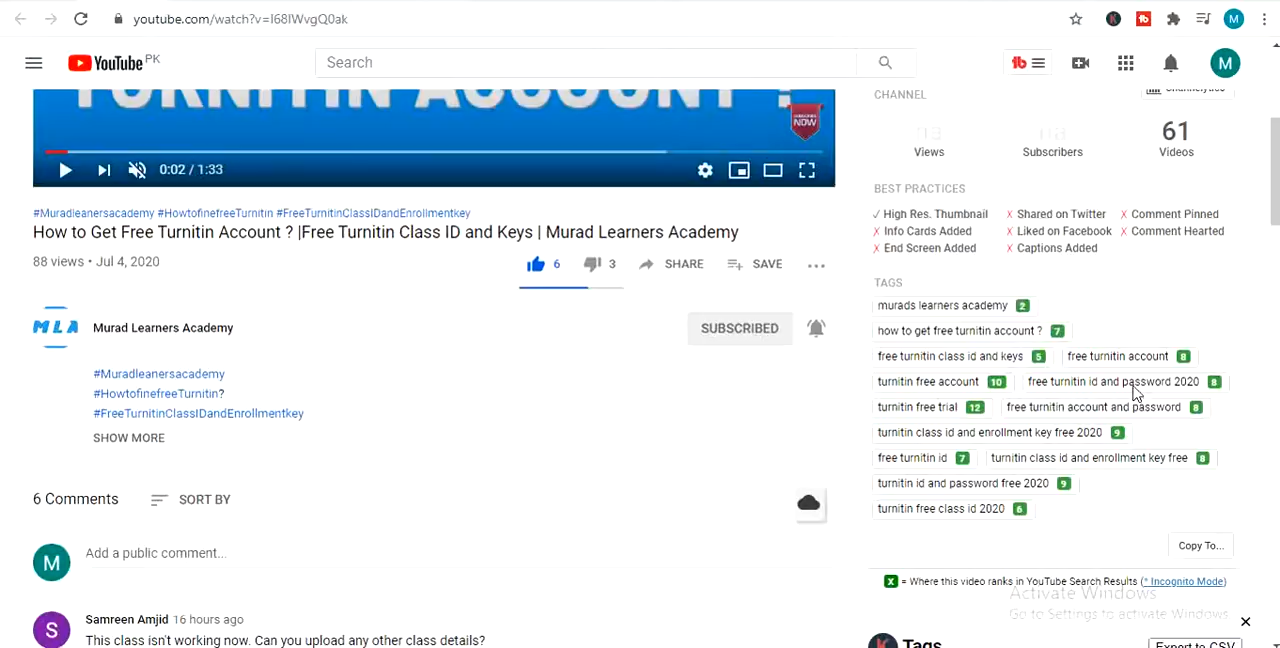 youtube.com/watch?v=I68IWvgQ0ak
YouTube PK
Search
TURNITIN ACCOUNT ?
NOW
0:02 / 1:33
#Muradleanersacademy #HowtofinefreeTurnitin #FreeTurnitinClassIDandEnrollmentkey
How to Get Free Turnitin Account ? |Free Turnitin Class ID and Keys | Murad Learners Academy
88 views • Jul 4, 2020
6
3
SHARE
SAVE
MLA
Murad Learners Academy
SUBSCRIBED
#Muradleanersacademy
#HowtofinefreeTurnitin?
#FreeTurnitinClassIDandEnrollmentkey
SHOW MORE
6 Comments
SORT BY
M
Add a public comment...
S
Samreen Amjid 16 hours ago
This class isn't working now. Can you upload any other class details?
tb
M
tb
M
CHANNEL
Channelytics
61
Views
Subscribers
Videos
BEST PRACTICES
✓ High Res. Thumbnail
X Shared on Twitter
X Comment Pinned
X Info Cards Added
X Liked on Facebook
X Comment Hearted
X End Screen Added
X Captions Added
TAGS
murads learners academy 2
how to get free turnitin account ? 7
free turnitin class id and keys 5
free turnitin account 8
turnitin free account 10
free turnitin id and password 2020 8
turnitin free trial 12
free turnitin account and password 8
turnitin class id and enrollment key free 2020 9
free turnitin id 7
turnitin class id and enrollment key free 8
turnitin id and password free 2020 9
turnitin free class id 2020 6
Copy To...
X = Where this video ranks in YouTube Search Results (* Incognito Mode)
Activate Windows
Go to Settings to activate Windows.
K
Tags
Export to CSV